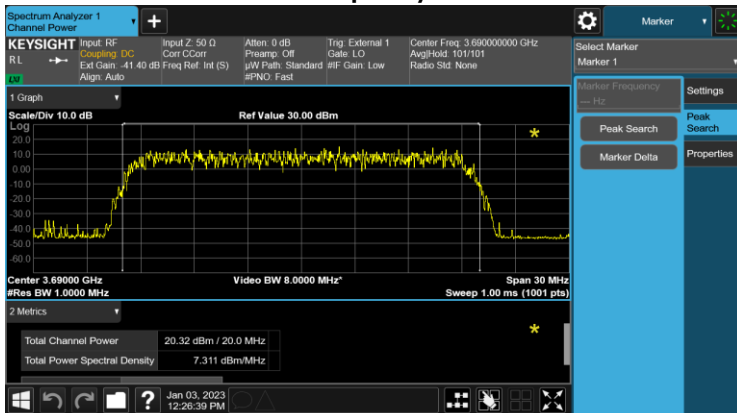 Spectrum Analyzer 1
Channel Power
+
Marker
KEYSIGHT
RL
LXI
Input: RF
Coupling: DC
Ext Gain: -41.40 dB
Align: Auto
Input Z: 50 Ω
Corr CCorr
Freq Ref: Int (S)
Atten: 0 dB
Preamp: Off
µW Path: Standard
#PNO: Fast
Trig: External 1
Gate: LO
#IF Gain: Low
Center Freq: 3.690000000 GHz
Avg|Hold: 101/101
Radio Std: None
Select Marker
Marker 1
Marker Frequency
--- Hz
Settings
Peak Search
Peak
Search
Marker Delta
Properties
1 Graph
Scale/Div 10.0 dB
Ref Value 30.00 dBm
Log
20.0
10.0
0.00
-10.0
-20.0
-30.0
-40.0
-50.0
-60.0
Center 3.69000 GHz
Video BW 8.0000 MHz*
Span 30 MHz
#Res BW 1.0000 MHz
Sweep 1.00 ms (1001 pts)
2 Metrics
Total Channel Power 20.32 dBm / 20.0 MHz
Total Power Spectral Density 7.311 dBm/MHz
?
Jan 03, 2023
12:26:39 PM